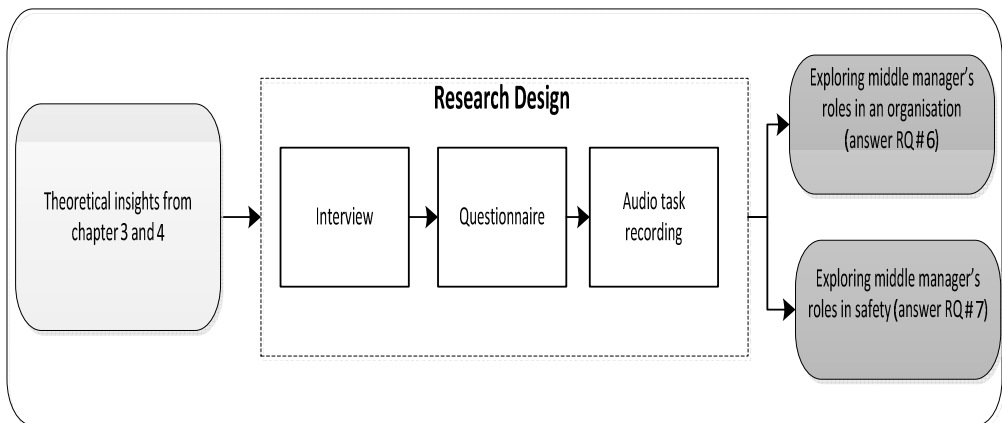 Research Design
Theoretical insights from
chapter 3 and 4
Interview
Questionnaire
Audio task
recording
Exploring middle manager's
roles in an organisation
(answer RQ # 6)
Exploring middle manager's
roles in safety (answer RQ # 7)